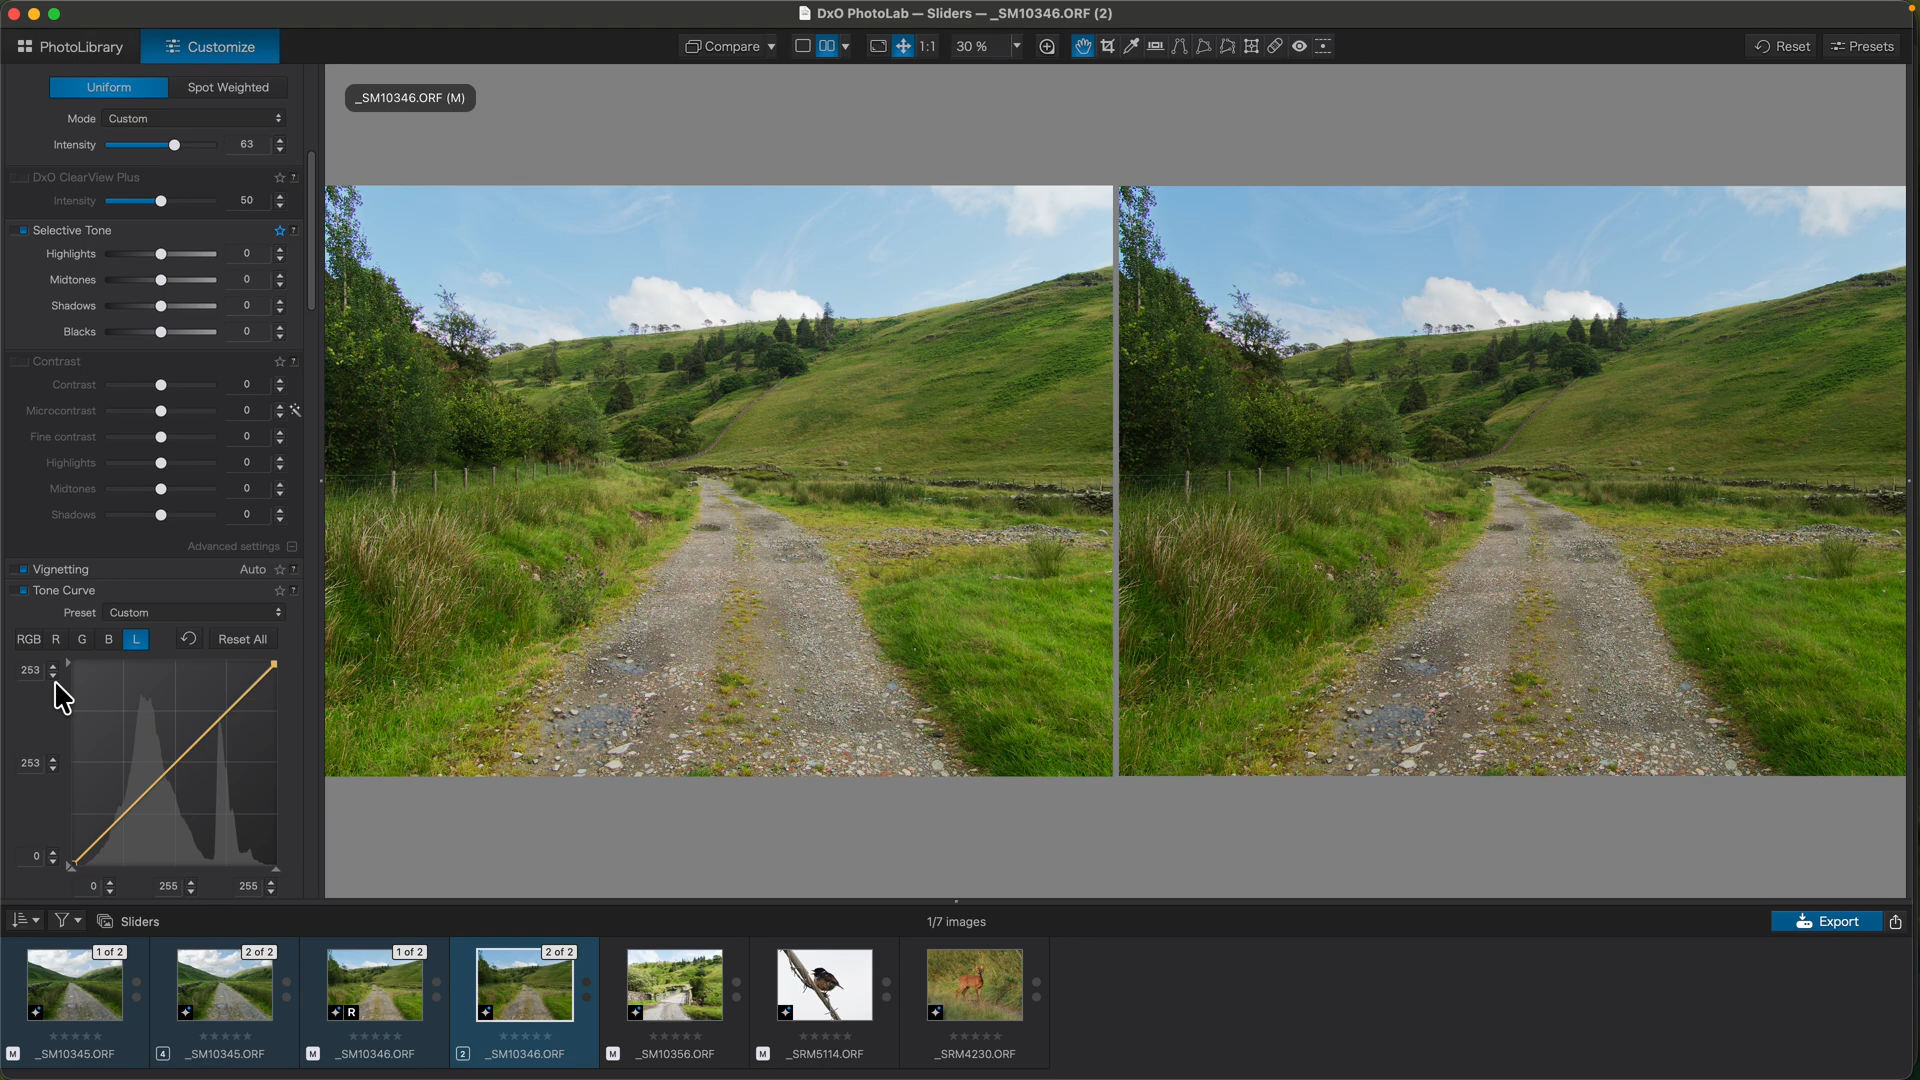 DxO PhotoLab — Sliders — _SM10346.ORF (2)
PhotoLibrary
Customize
Compare
1:1
30 %
Reset
Presets
Uniform
Spot Weighted
Mode Custom
Intensity 63
DxO ClearView Plus ?
Intensity 50
Selective Tone ?
Highlights 0
Midtones 0
Shadows 0
Blacks 0
Contrast ?
Contrast 0
Microcontrast 0
Fine contrast 0
Highlights 0
Midtones 0
Shadows 0
Advanced settings
Vignetting Auto ?
Tone Curve ?
Preset Custom
RGB R G B L Reset All
253
253
0
0 255 255
_SM10346.ORF (M)
Sliders
1/7 images
Export
1 of 2
2 of 2
1 of 2
2 of 2
R
M _SM10345.ORF
4 _SM10345.ORF
M _SM10346.ORF
2 _SM10346.ORF
M _SM10356.ORF
M _SRM5114.ORF
_SRM4230.ORF